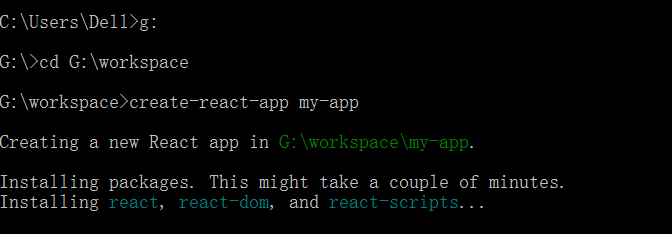 C:\Users\Dell>g:
G:\>cd G:\workspace
G:\workspace>create-react-app my-app
Creating a new React app in G:\workspace\my-app.
Installing packages. This might take a couple of minutes.
Installing react, react-dom, and react-scripts...